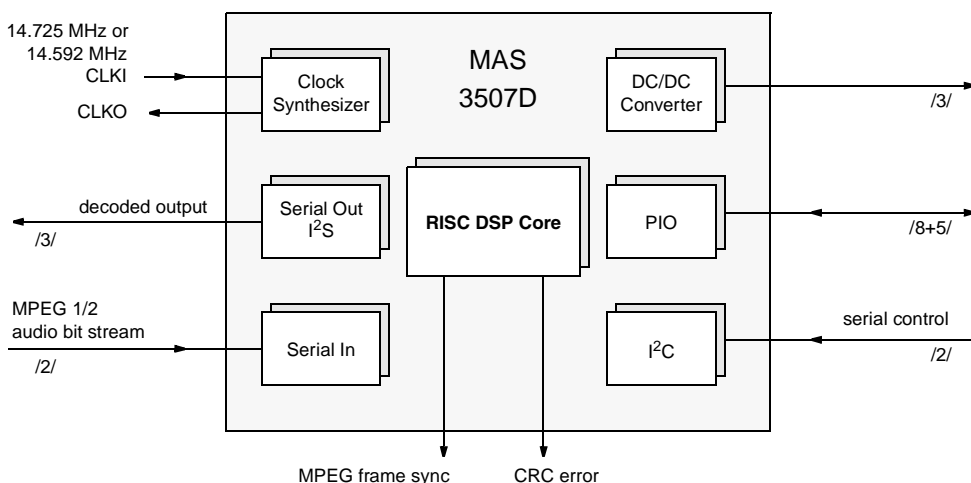 14.725 MHz or
14.592 MHz
CLKI
CLKO
decoded output
/3/
MPEG 1/2
audio bit stream
/2/
MAS
3507D
Clock
Synthesizer
DC/DC
Converter
Serial Out
I²S
RISC DSP Core
PIO
Serial In
I²C
/3/
/8+5/
serial control
/2/
MPEG frame sync
CRC error